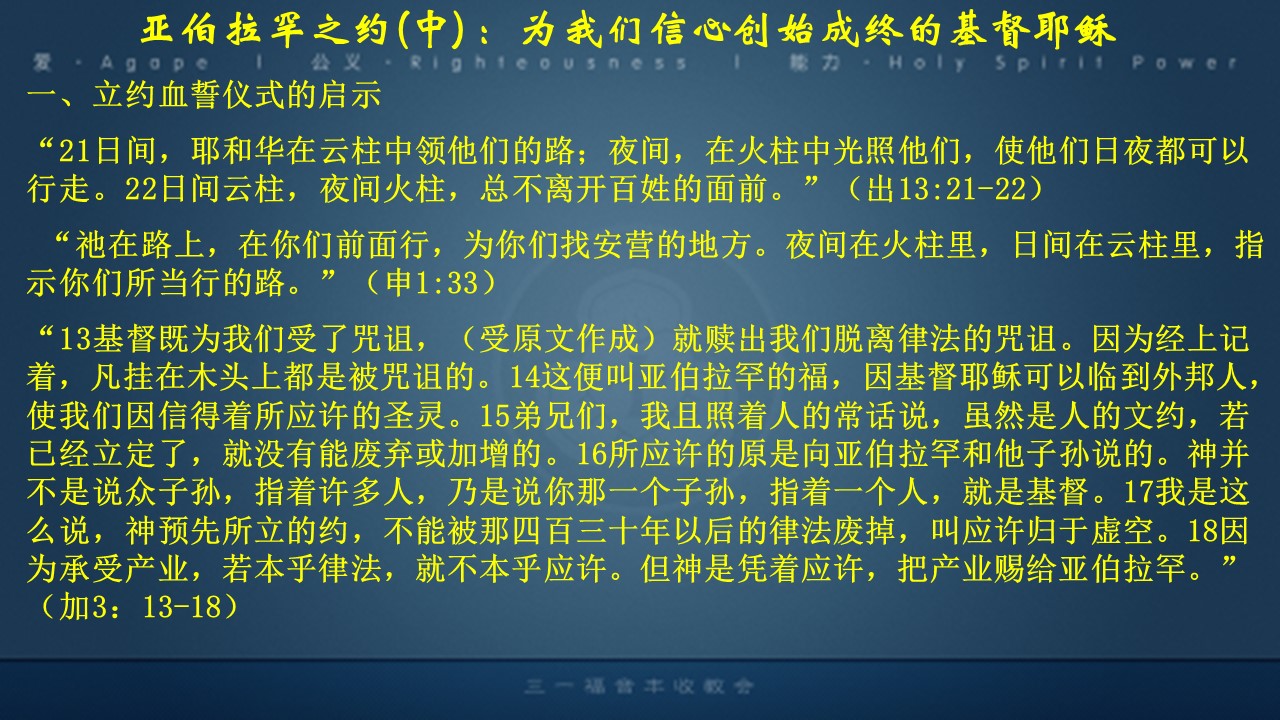 亚伯拉罕之约(中)：为我们信心创始成终的基督耶稣
爱·Agape | 公义·Righteousness | 能力·Holy Spirit Power
一、立约血誓仪式的启示
“21日间，耶和华在云柱中领他们的路；夜间，在火柱中光照他们，使他们日夜都可以
行走。22日间云柱，夜间火柱，总不离开百姓的面前。”（出13:21-22）
“祂在路上，在你们前面行，为你们找安营的地方。夜间在火柱里，日间在云柱里，指
示你们所当行的路。”（申1:33）
“13基督既为我们受了咒诅，（受原文作成）就赎出我们脱离律法的咒诅。因为经上记
着，凡挂在木头上都是被咒诅的。14这便叫亚伯拉罕的福，因基督耶稣可以临到外邦人，
使我们因信得着所应许的圣灵。15弟兄们，我且照着人的常话说，虽然是人的文约，若
已经立定了，就没有能废弃或加增的。16所应许的原是向亚伯拉罕和他子孙说的。神并
不是说众子孙，指着许多人，乃是说你那一个子孙，指着一个人，就是基督。17我是这
么说，神预先所立的约，不能被那四百三十年以后的律法废掉，叫应许归于虚空。18因
为承受产业，若本乎律法，就不本乎应许。但神是凭着应许，把产业赐给亚伯拉罕。”
（加3：13-18）
三一福音丰收教会